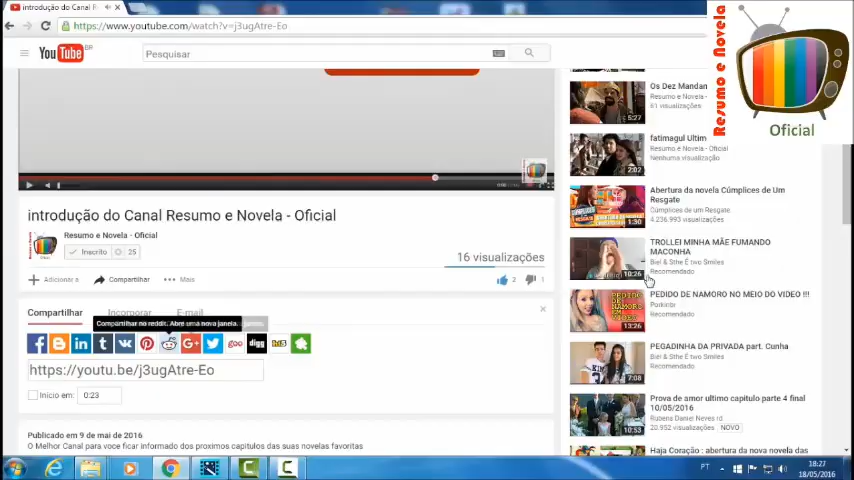 introdução do Canal R
https://www.youtube.com/watch?v=j3ugAtre-Eo
YouTube BR
Pesquisar
Resumo e Novela
Oficial
introdução do Canal Resumo e Novela - Oficial
Resumo e Novela - Oficial
Inscrito 25
16 visualizações
Adicionar a Compartilhar Mais
2 1
Compartilhar Incorporar E-mail
Compartilhar no reddit. Abre uma nova janela.
https://youtu.be/j3ugAtre-Eo
Início em: 0:23
Publicado em 9 de mai de 2016
O Melhor Canal para voce ficar informado dos proximos capitulos das suas novelas favoritas
Os Dez Mandam
Resumo e Novela -
81 visualizações
5:27
fatimagul Ultim
Resumo e Novela - Oficial
Nenhuma visualização
2:02
Abertura da novela Cúmplices de Um
Resgate
Cúmplices de um Resgate
4.236.993 visualizações
1:30
TROLLEI MINHA MÃE FUMANDO
MACONHA
Biel & Sthe É two Smiles
Recomendado
10:26
PEDIDO DE NAMORO NO MEIO DO VIDEO !!!
Recomendado
13:26
PEGADINHA DA PRIVADA part. Cunha
Biel & Sthe É two Smiles
Recomendado
7:08
Prova de amor ultimo capitulo parte 4 final
10/05/2016
Rubens Daniel Neves rd
20.952 visualizações NOVO
10:53
Haja Coração : abertura da nova novela das
PT
18:27
18/05/2016